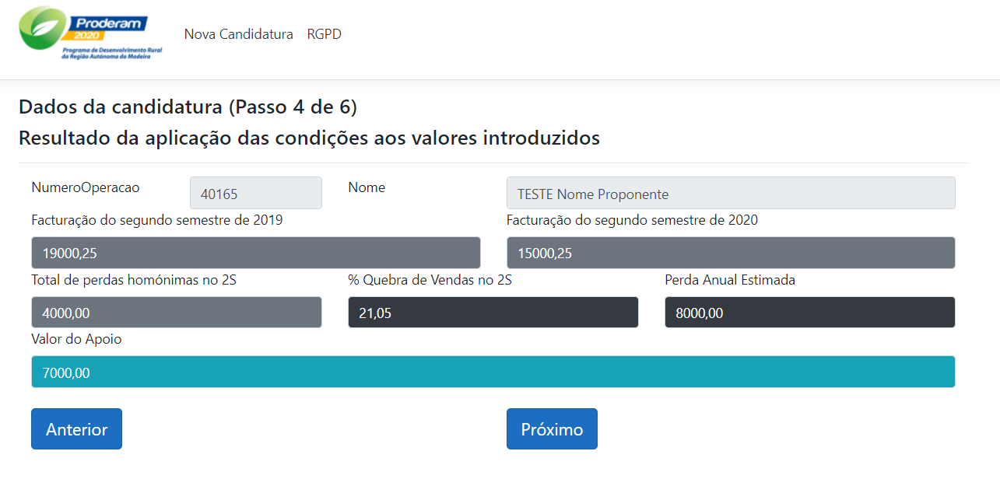 Proderam
2020
Programa de Desenvolvimento Rural
da Região Autónoma da Madeira
Nova Candidatura RGPD
Dados da candidatura (Passo 4 de 6)
Resultado da aplicação das condições aos valores introduzidos
NumeroOperacao 40165 Nome TESTE Nome Proponente
Facturação do segundo semestre de 2019 Facturação do segundo semestre de 2020
19000,25 15000,25
Total de perdas homónimas no 2S % Quebra de Vendas no 2S Perda Anual Estimada
4000,00 21,05 8000,00
Valor do Apoio
7000,00
Anterior Próximo